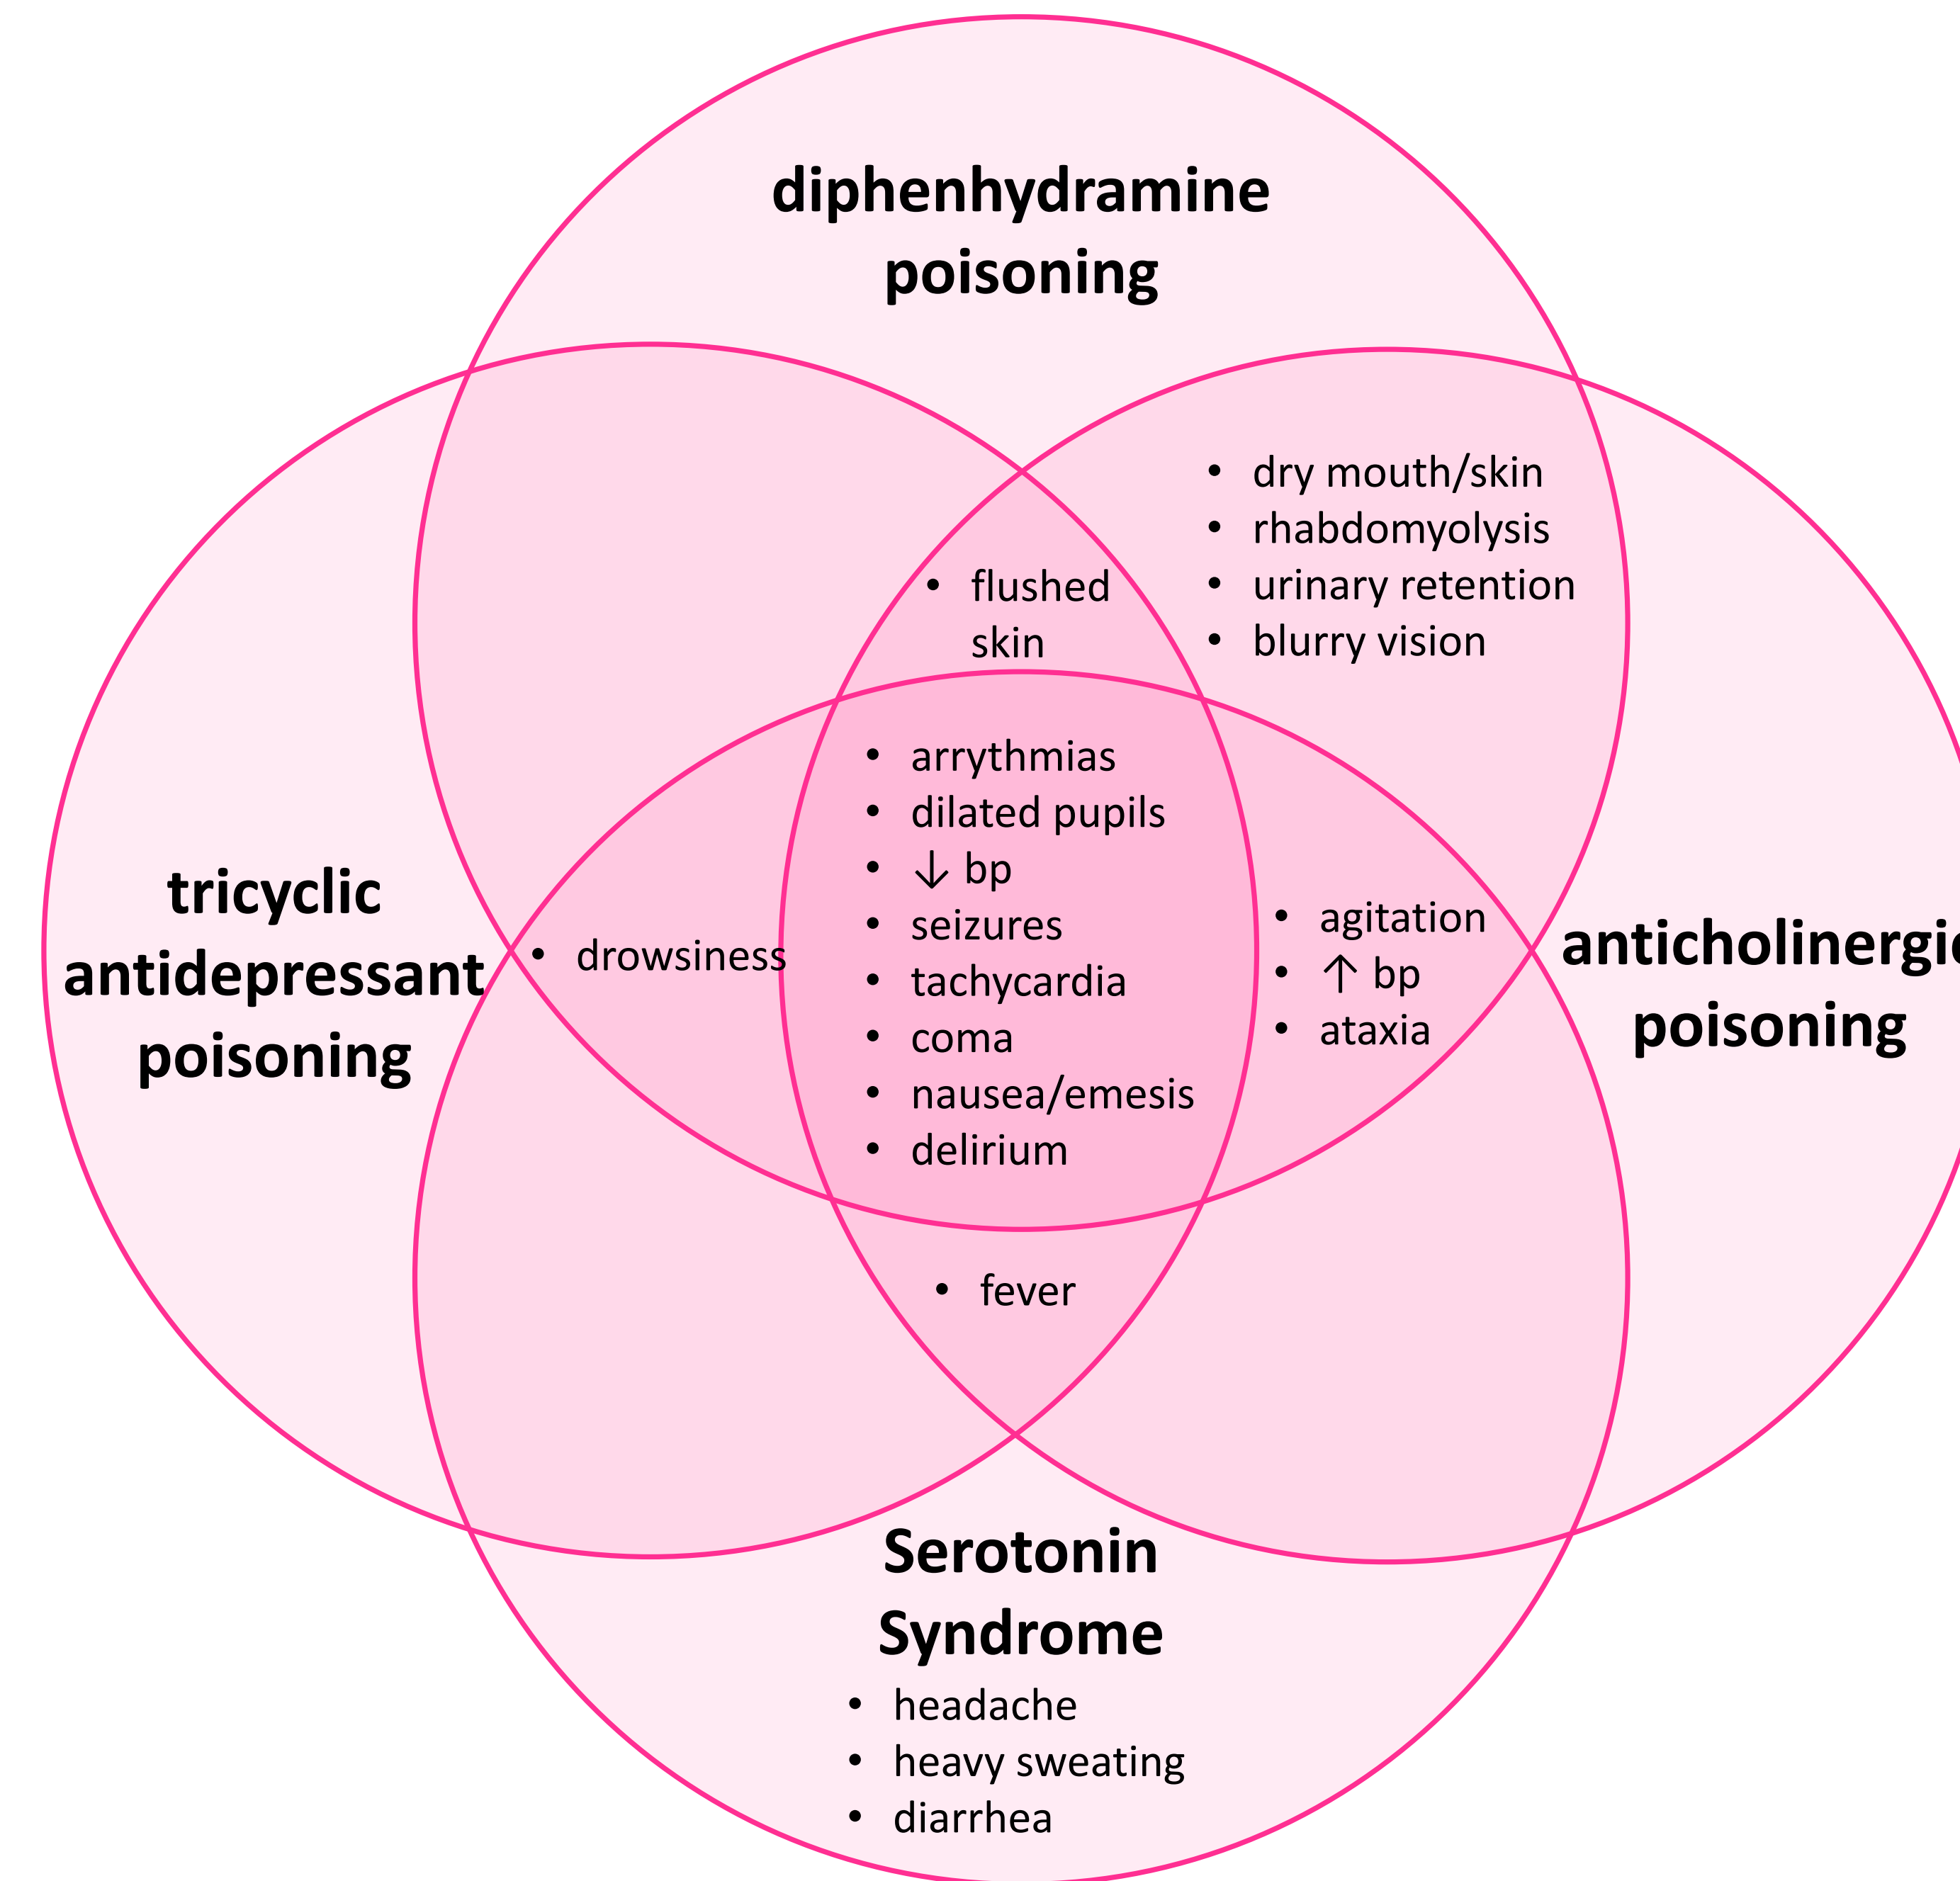 diphenhydramine
poisoning
• dry mouth/skin
• rhabdomyolysis
• urinary retention
• blurry vision
• flushed
skin
• arrythmias
• dilated pupils
• ↓ bp
• seizures
• tachycardia
• coma
• nausea/emesis
• delirium
tricyclic
antidepressant
poisoning
• drowsiness
• agitation
• ↑ bp
• ataxia
anticholinergic
poisoning
• fever
Serotonin
Syndrome
• headache
• heavy sweating
• diarrhea